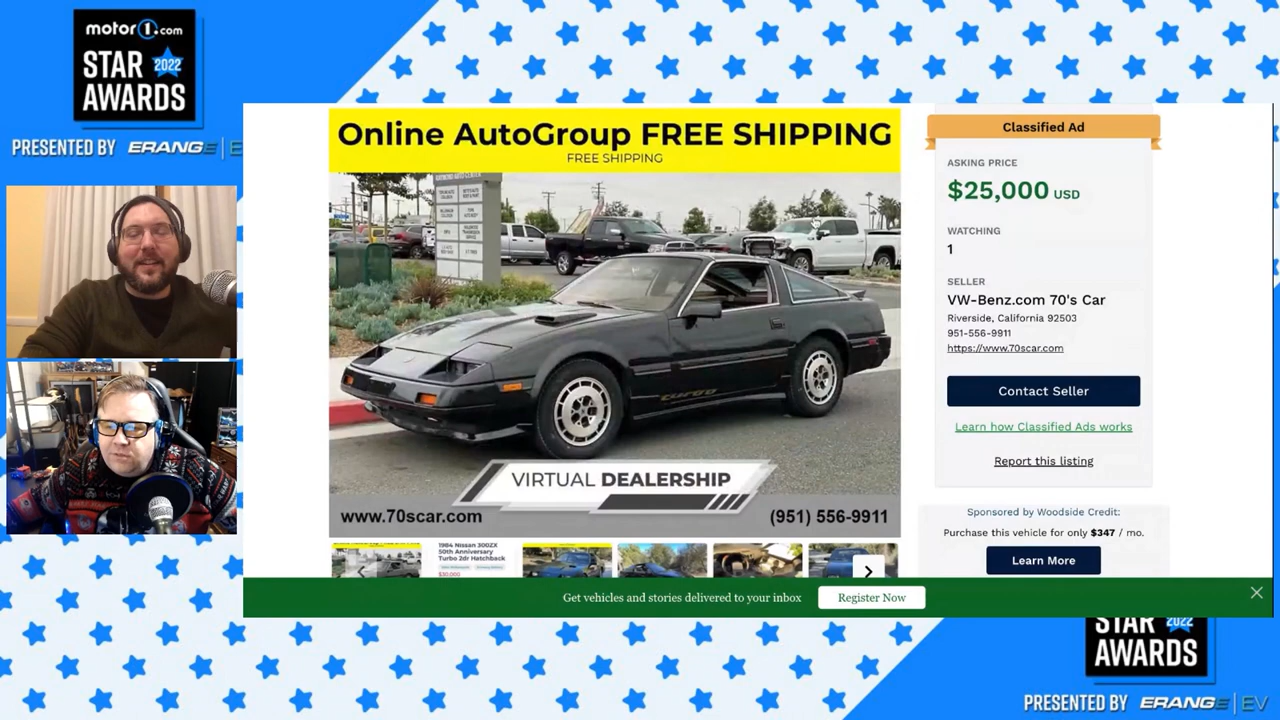 motor1.com
STAR 2022
AWARDS
PRESENTED BY ERANGE | E
Online AutoGroup FREE SHIPPING
FREE SHIPPING
turbo
VIRTUAL DEALERSHIP
www.70scar.com
(951) 556-9911
1984 Nissan 300ZX
50th Anniversary
Turbo 2dr Hatchback
$30,000
Classified Ad
ASKING PRICE
$25,000 USD
WATCHING
1
SELLER
VW-Benz.com 70's Car
Riverside, California 92503
951-556-9911
https://www.70scar.com
Contact Seller
Learn how Classified Ads works
Report this listing
Sponsored by Woodside Credit:
Purchase this vehicle for only $347 / mo.
Learn More
Get vehicles and stories delivered to your inbox
Register Now
STAR 2022
AWARDS
PRESENTED BY ERANGE | EV